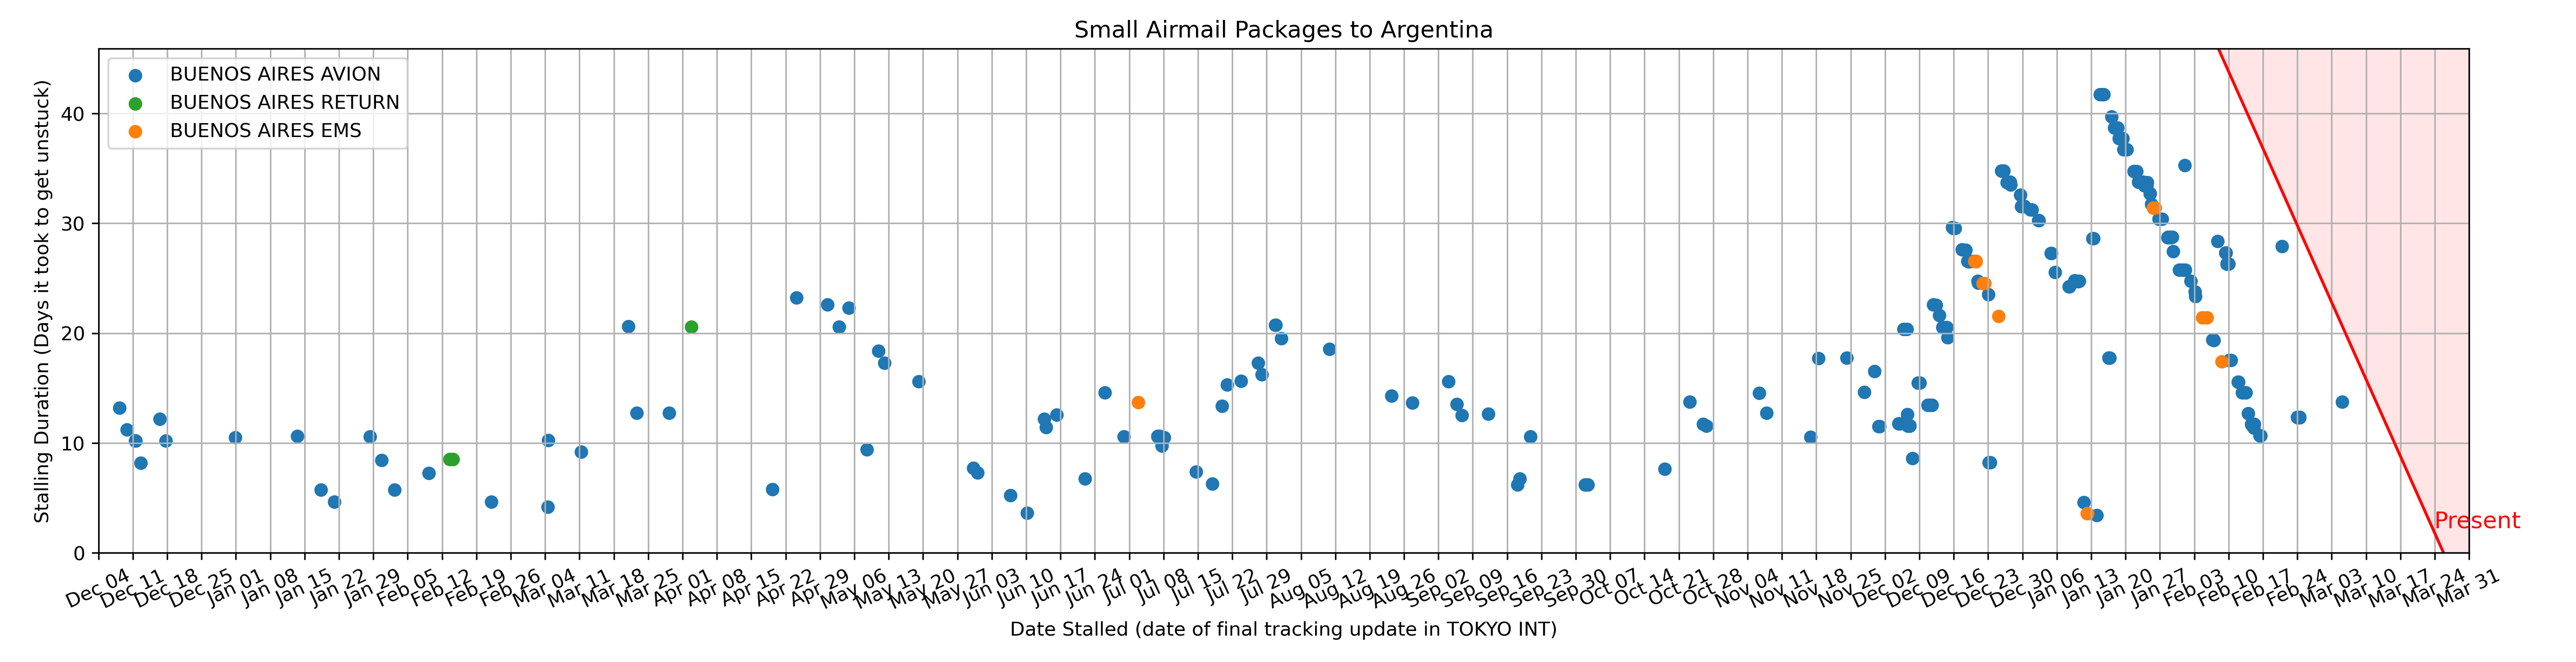 Small Airmail Packages to Argentina
BUENOS AIRES AVION
BUENOS AIRES RETURN
BUENOS AIRES EMS
Stalling Duration (Days it took to get unstuck)
40
30
20
10
0
Present
Dec 04 Dec 11 Dec 18 Dec 25 Jan 01 Jan 08 Jan 15 Jan 22 Jan 29 Feb 05 Feb 12 Feb 19 Feb 26 Mar 04 Mar 11 Mar 18 Mar 25 Apr 01 Apr 08 Apr 15 Apr 22 Apr 29 May 06 May 13 May 20 May 27 Jun 03 Jun 10 Jun 17 Jun 24 Jul 01 Jul 08 Jul 15 Jul 22 Jul 29 Aug 05 Aug 12 Aug 19 Aug 26 Sep 02 Sep 09 Sep 16 Sep 23 Sep 30 Oct 07 Oct 14 Oct 21 Oct 28 Nov 04 Nov 11 Nov 18 Nov 25 Dec 02 Dec 09 Dec 16 Dec 23 Dec 30 Jan 06 Jan 13 Jan 20 Jan 27 Feb 03 Feb 10 Feb 17 Feb 24 Mar 03 Mar 10 Mar 17 Mar 24 Mar 31
Date Stalled (date of final tracking update in TOKYO INT)